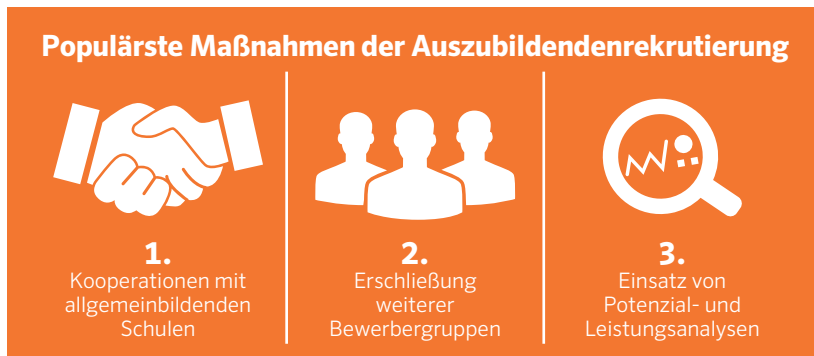 Populärste Maßnahmen der Auszubildendenrekrutierung
1.
Kooperationen mit
allgemeinbildenden
Schulen
2.
Erschließung
weiterer
Bewerbergruppen
3.
Einsatz von
Potenzial- und
Leistungsanalysen